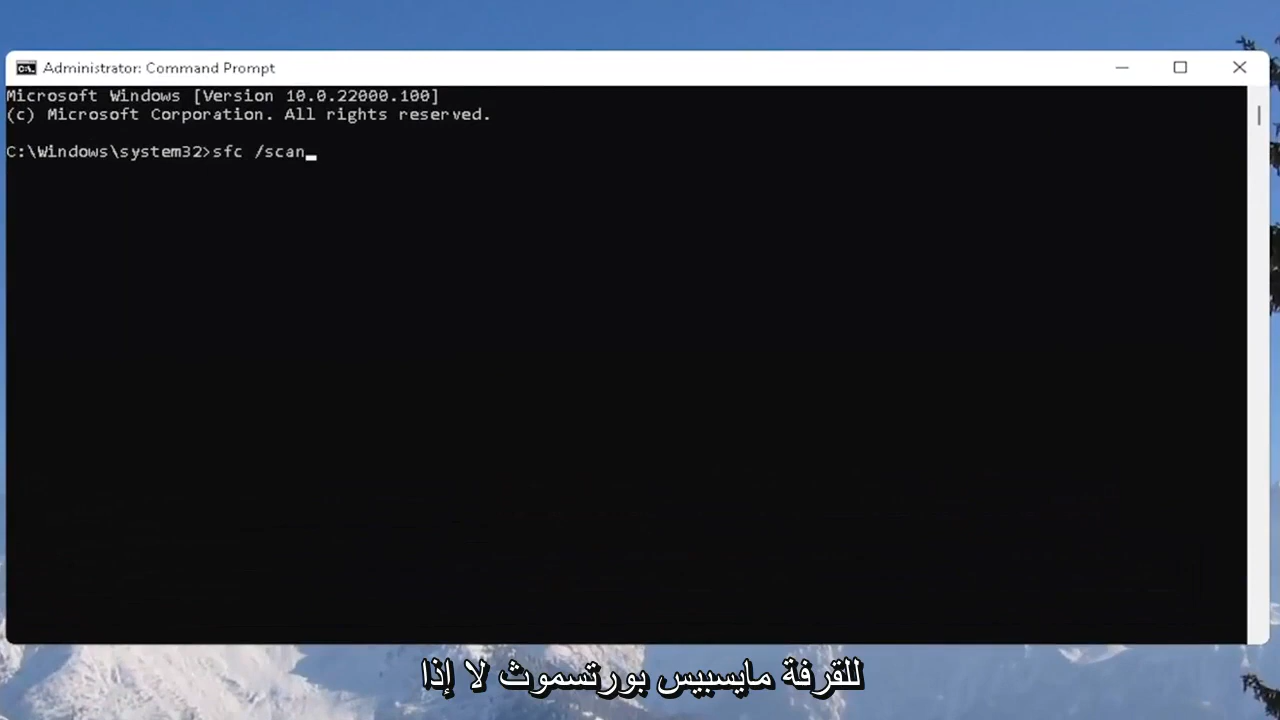 Administrator: Command Prompt
Microsoft Windows [Version 10.0.22000.100]
(c) Microsoft Corporation. All rights reserved.
C:\Windows\system32>sfc /scan
للقرفة مايسبيس بورتسموث لا إذا